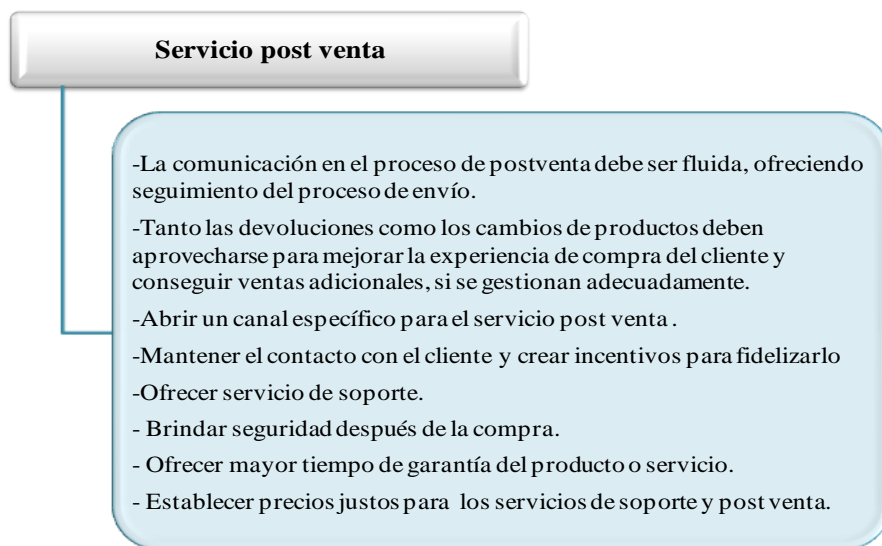 Servicio post venta
-La comunicación en el proceso de postventa debe ser fluida, ofreciendo
seguimiento del proceso de envío.
-Tanto las devoluciones como los cambios de productos deben
aprovecharse para mejorar la experiencia de compra del cliente y
conseguir ventas adicionales, si se gestionan adecuadamente.
-Abrir un canal específico para el servicio post venta .
-Mantener el contacto con el cliente y crear incentivos para fidelizarlo
-Ofrecer servicio de soporte.
- Brindar seguridad después de la compra.
- Ofrecer mayor tiempo de garantía del producto o servicio.
- Establecer precios justos para los servicios de soporte y post venta.